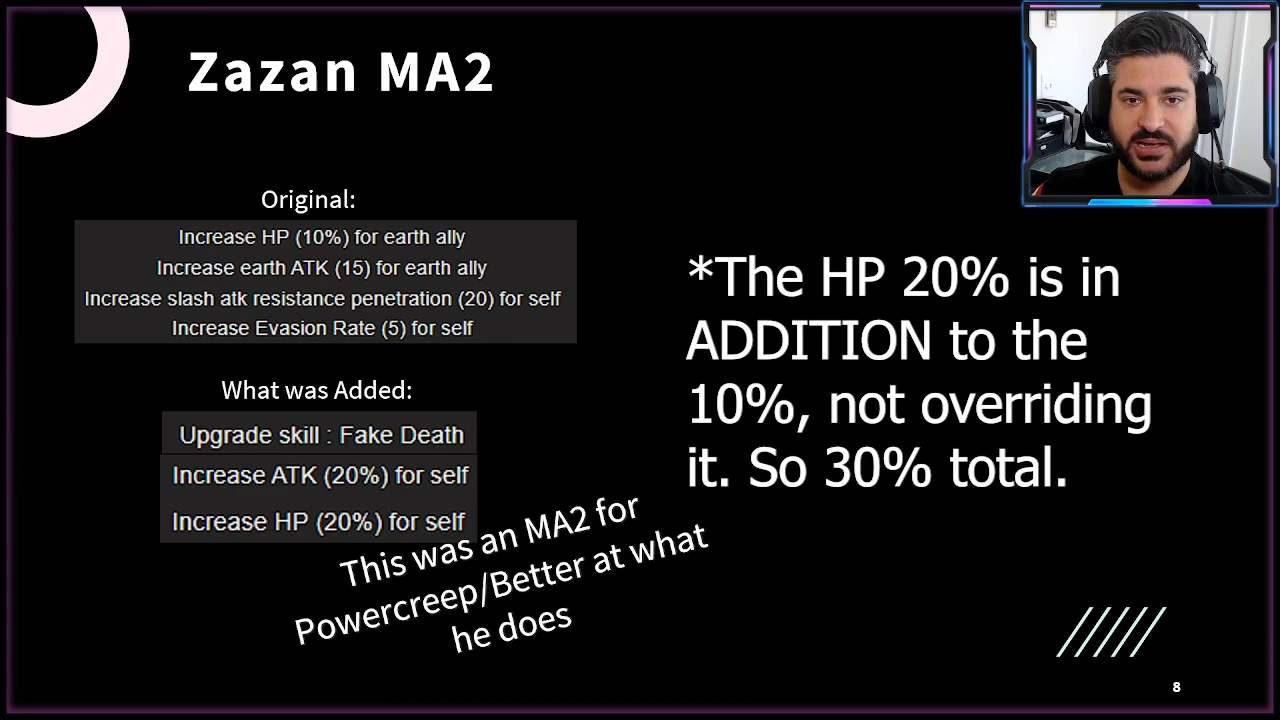 Zazan MA2
Original:
Increase HP (10%) for earth ally
Increase earth ATK (15) for earth ally
Increase slash atk resistance penetration (20) for self
Increase Evasion Rate (5) for self
What was Added:
Upgrade skill : Fake Death
Increase ATK (20%) for self
Increase HP (20%) for self
This was an MA2 for
Powercreep/Better at what
he does
*The HP 20% is in
ADDITION to the
10%, not overriding
it. So 30% total.
8